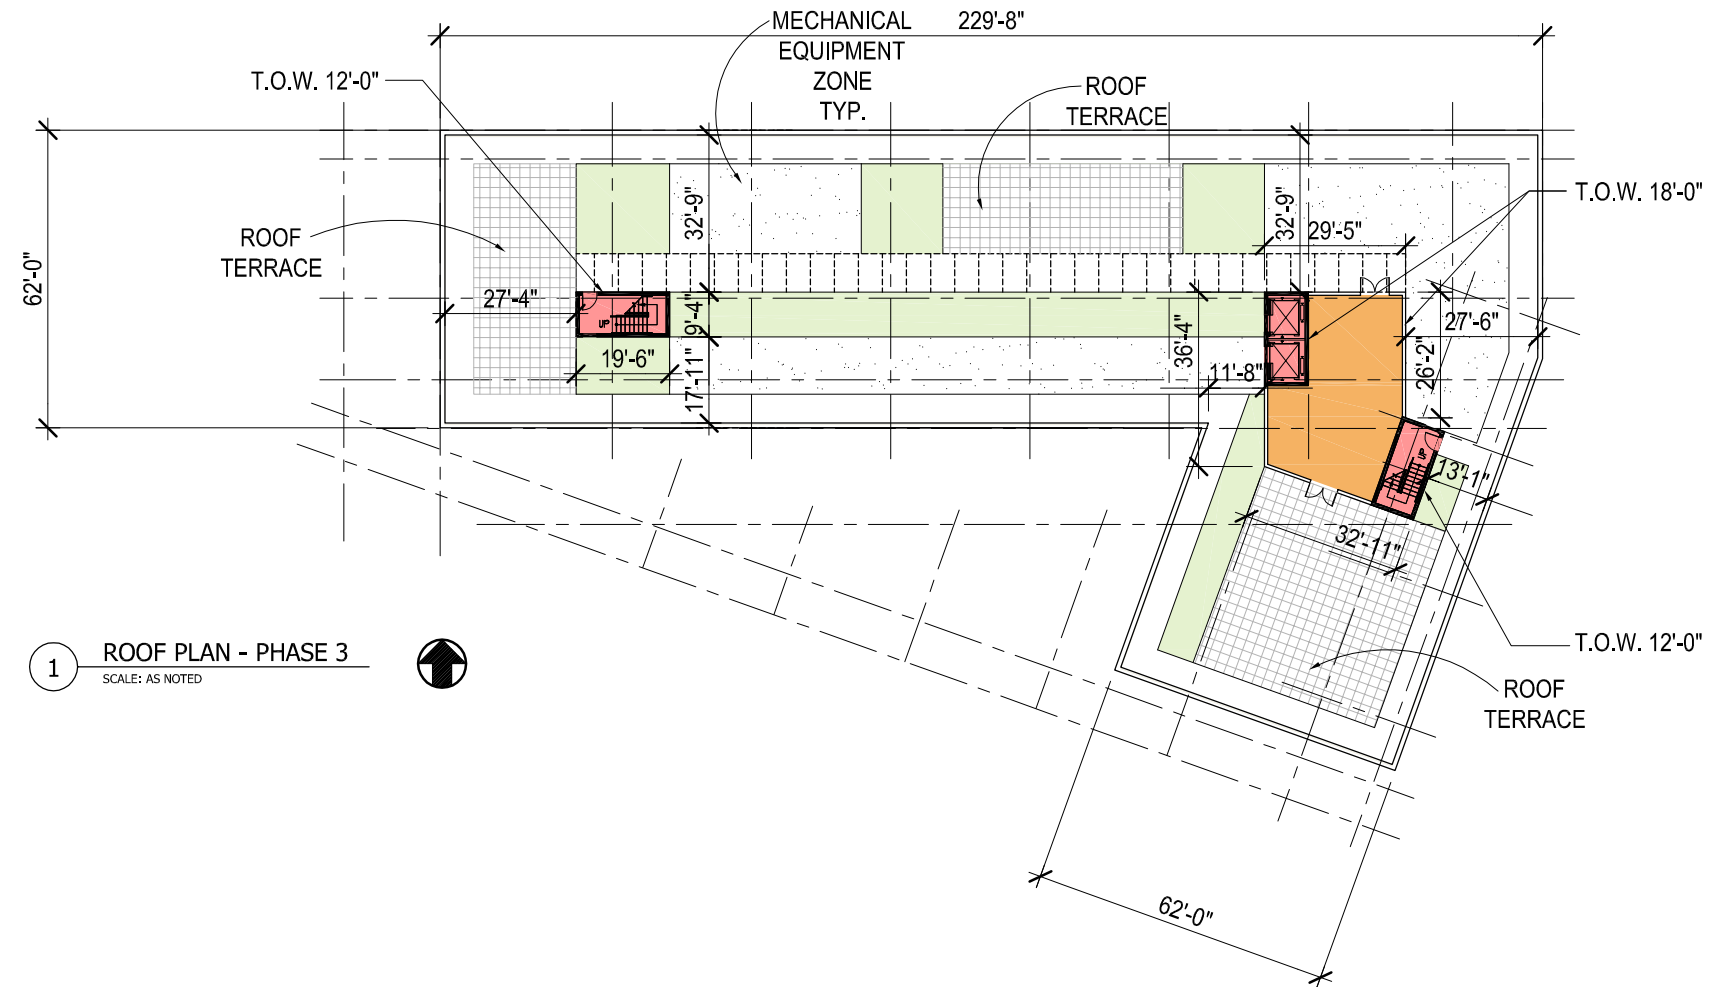 MECHANICAL
EQUIPMENT
ZONE
TYP.
229'-8"
T.O.W. 12'-0"
ROOF
TERRACE
T.O.W. 18'-0"
ROOF
TERRACE
62'-0"
32'-9"
32'-9"
29'-5"
27'-4"
UP
9'-4"
27'-6"
19'-6"
17'-11"
36'-4"
11'-8"
26'-2"
UP
13'-1"
32'-11"
T.O.W. 12'-0"
ROOF
TERRACE
1
ROOF PLAN - PHASE 3
SCALE: AS NOTED
62'-0"